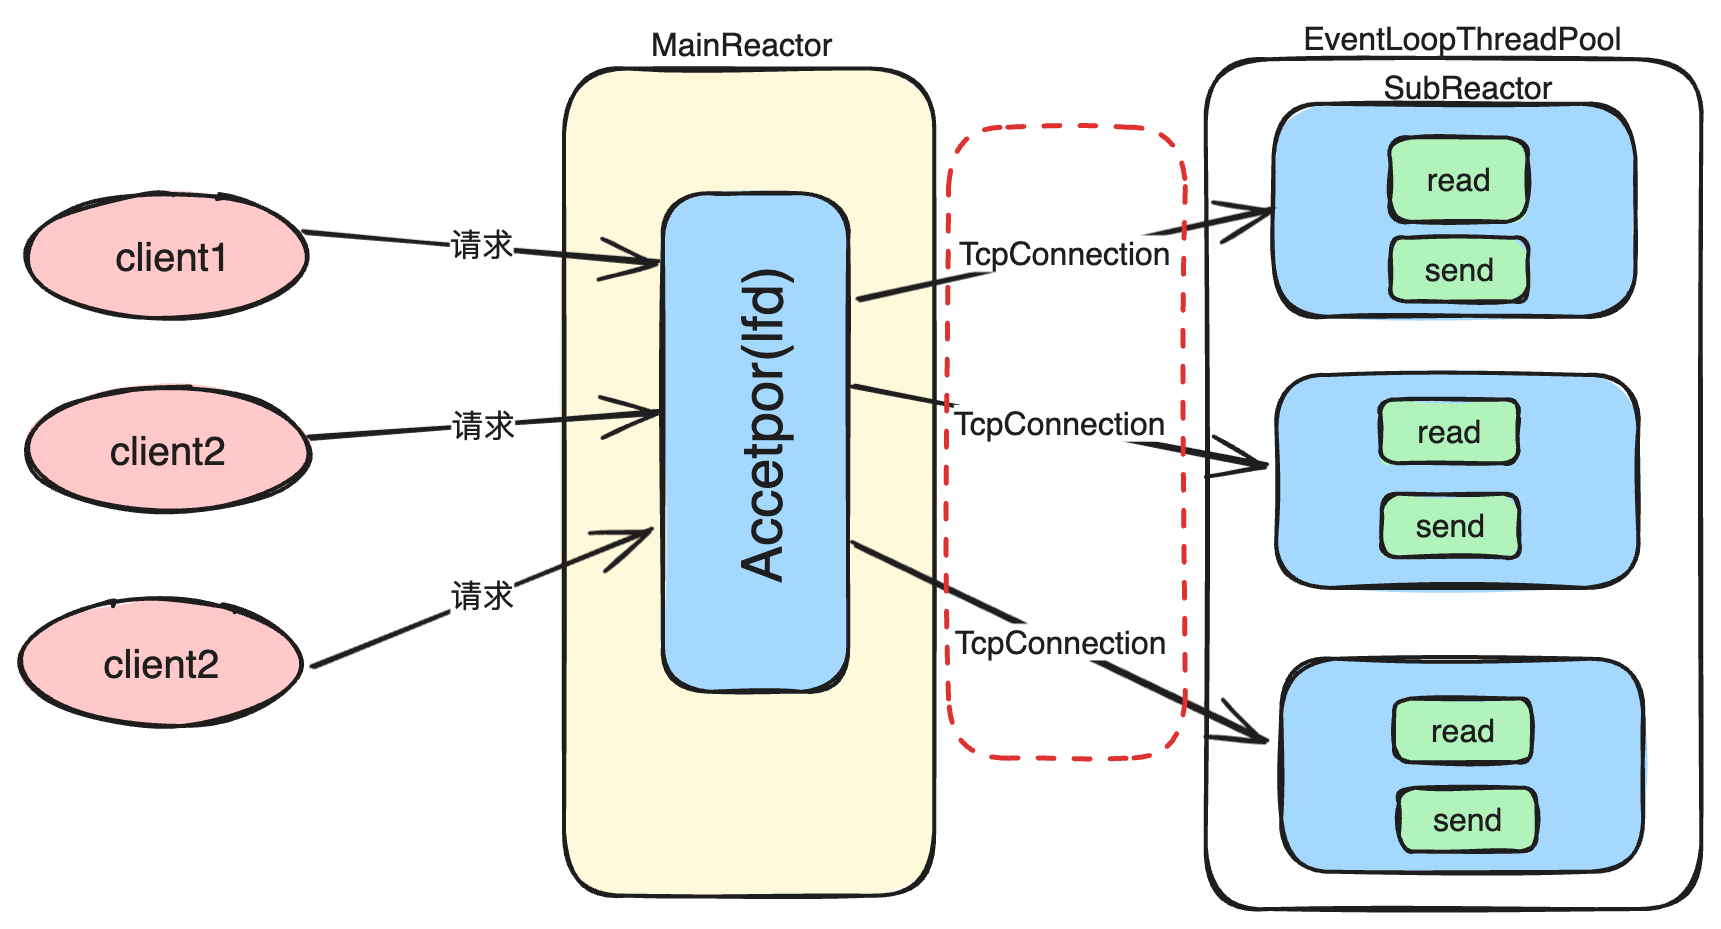 MainReactor
EventLoopThreadPool
SubReactor
client1
请求
client2
请求
client2
请求
Accetpor(lfd)
TcpConnection
TcpConnection
TcpConnection
read
send
read
send
read
send